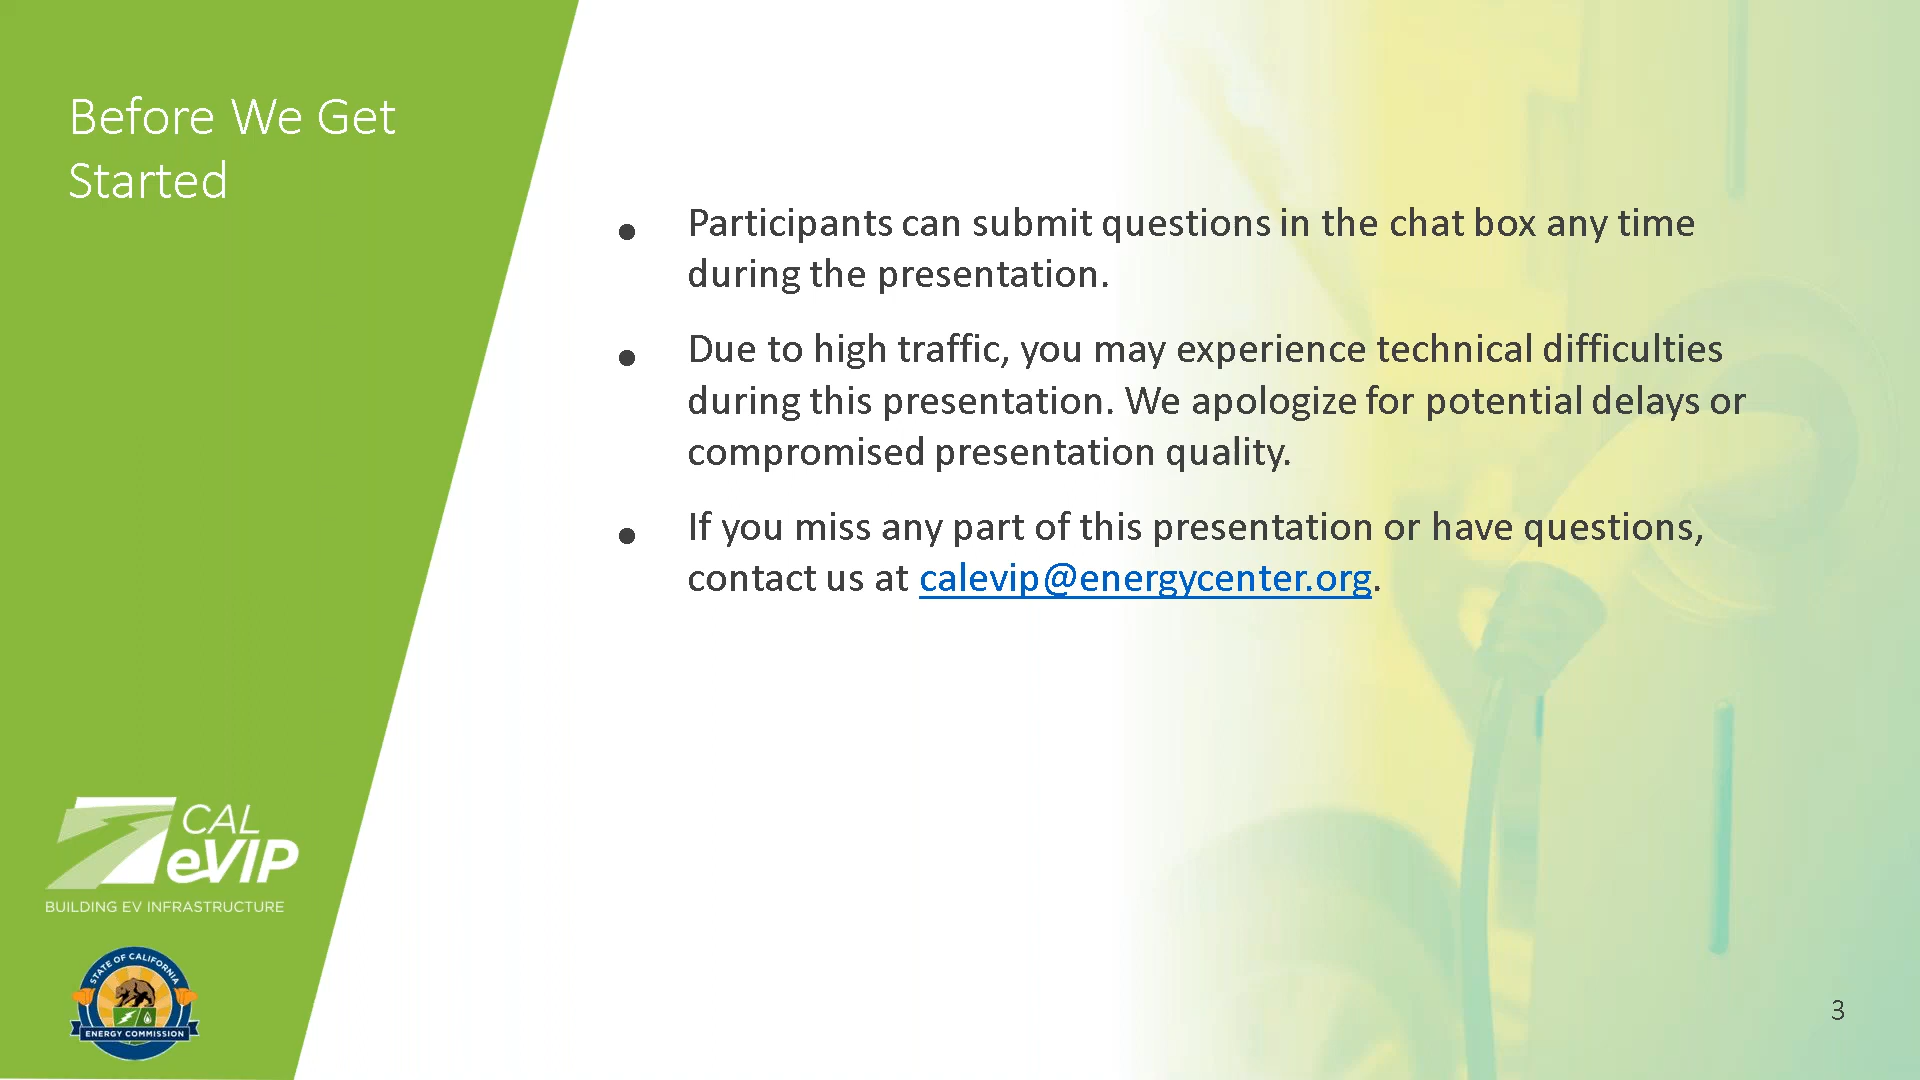 Before We Get
Started
• Participants can submit questions in the chat box any time
during the presentation.
• Due to high traffic, you may experience technical difficulties
during this presentation. We apologize for potential delays or
compromised presentation quality.
• If you miss any part of this presentation or have questions,
contact us at calevip@energycenter.org.
CAL
eVIP
BUILDING EV INFRASTRUCTURE
STATE OF CALIFORNIA
ENERGY COMMISSION
3